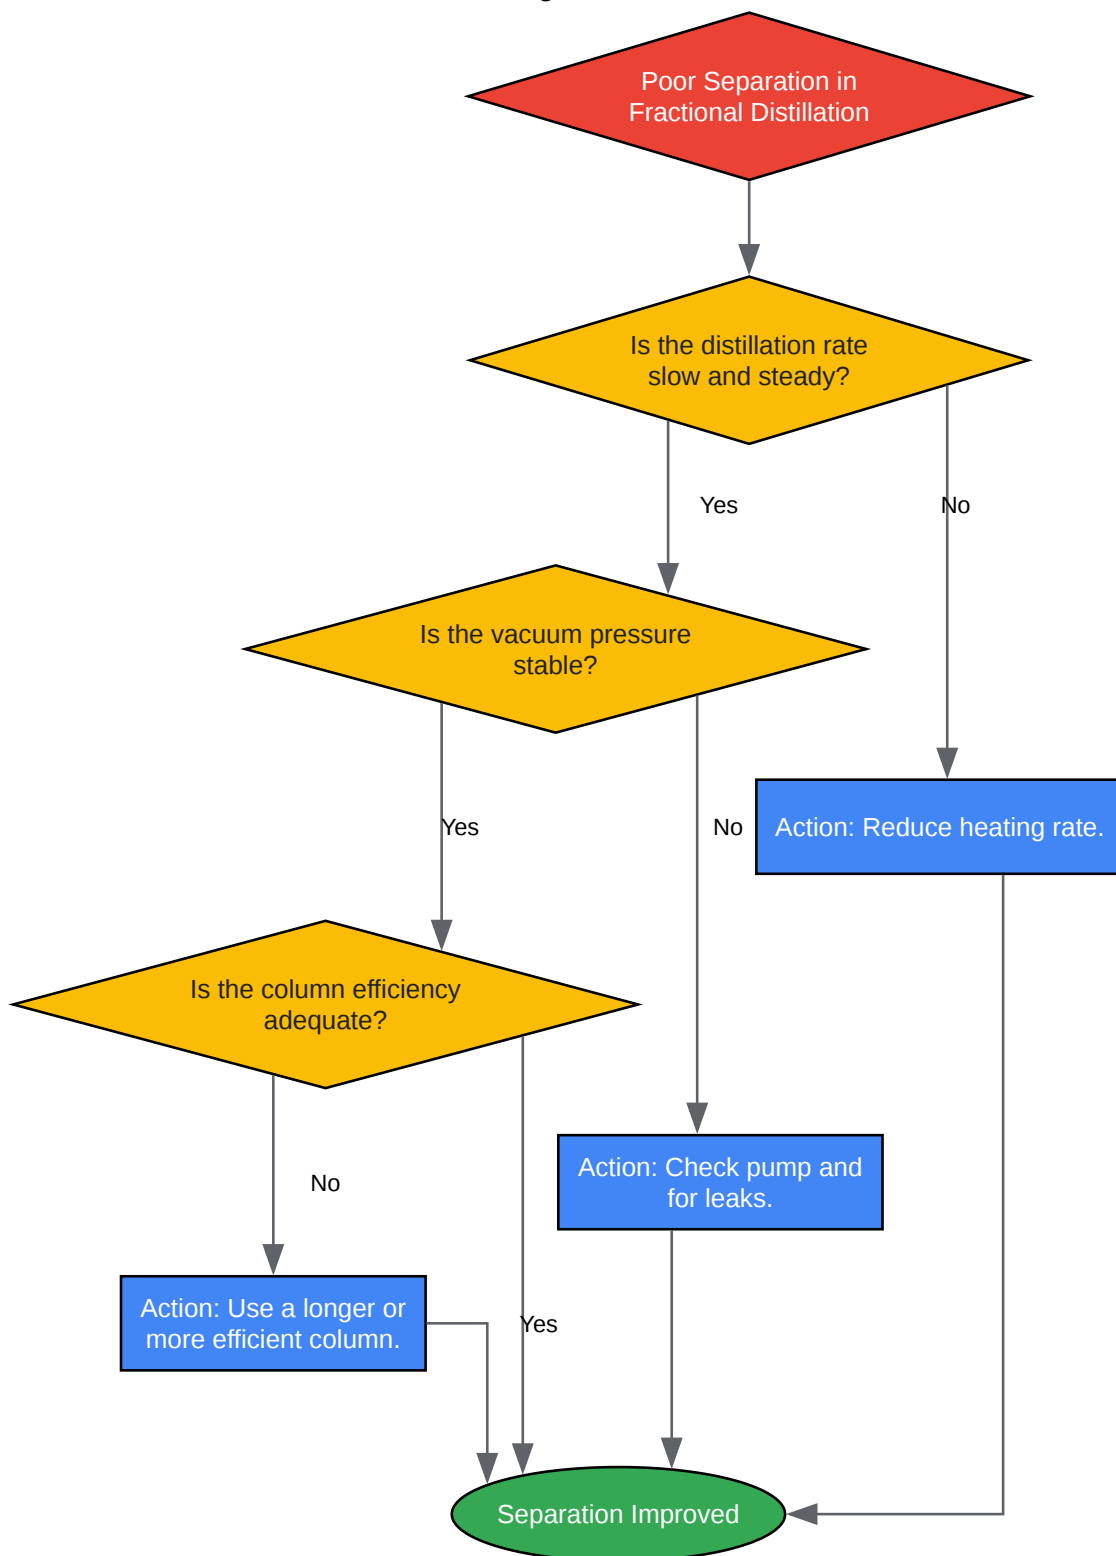 Poor Separation in
Fractional Distillation
Is the distillation rate
slow and steady?
Yes
No
Is the vacuum pressure
stable?
Yes
No
Action: Reduce heating rate.
Is the column efficiency
adequate?
Action: Check pump and
for leaks.
No
Action: Use a longer or
more efficient column.
Yes
Separation Improved